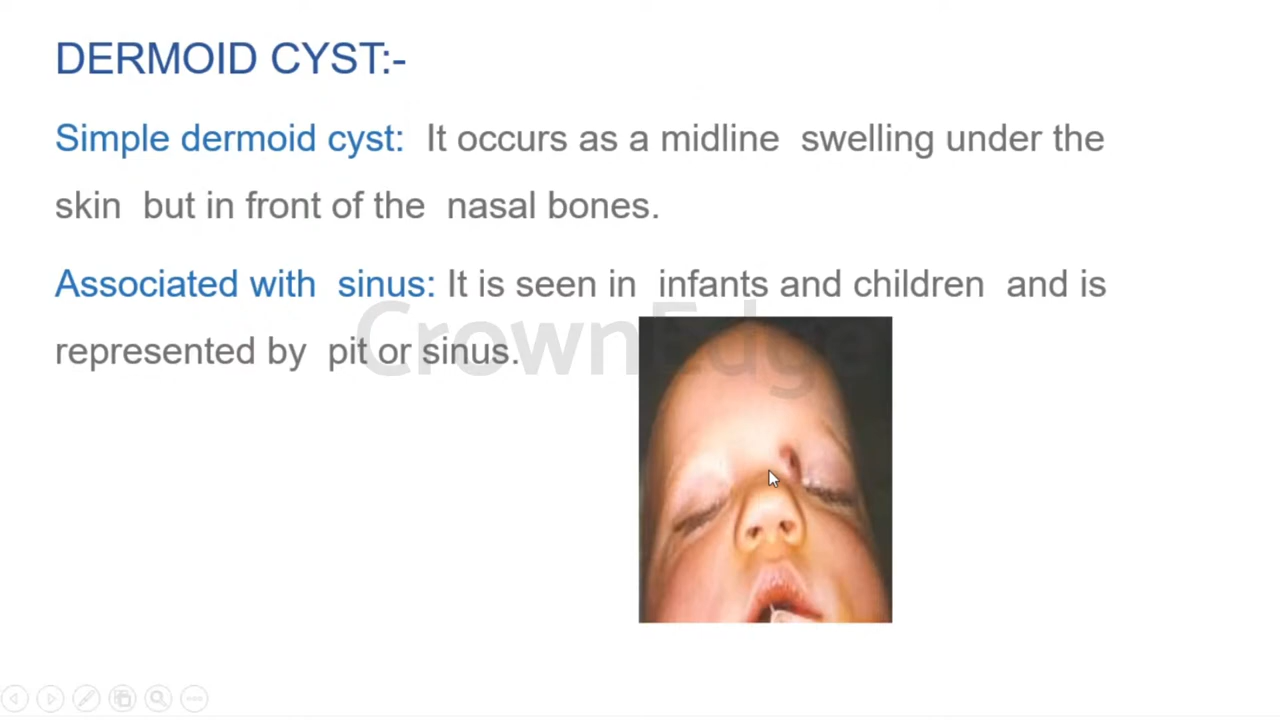 DERMOID CYST:-
Simple dermoid cyst: It occurs as a midline swelling under the
skin but in front of the nasal bones.
Associated with sinus: It is seen in infants and children and is
represented by pit or sinus.
CrownEdge